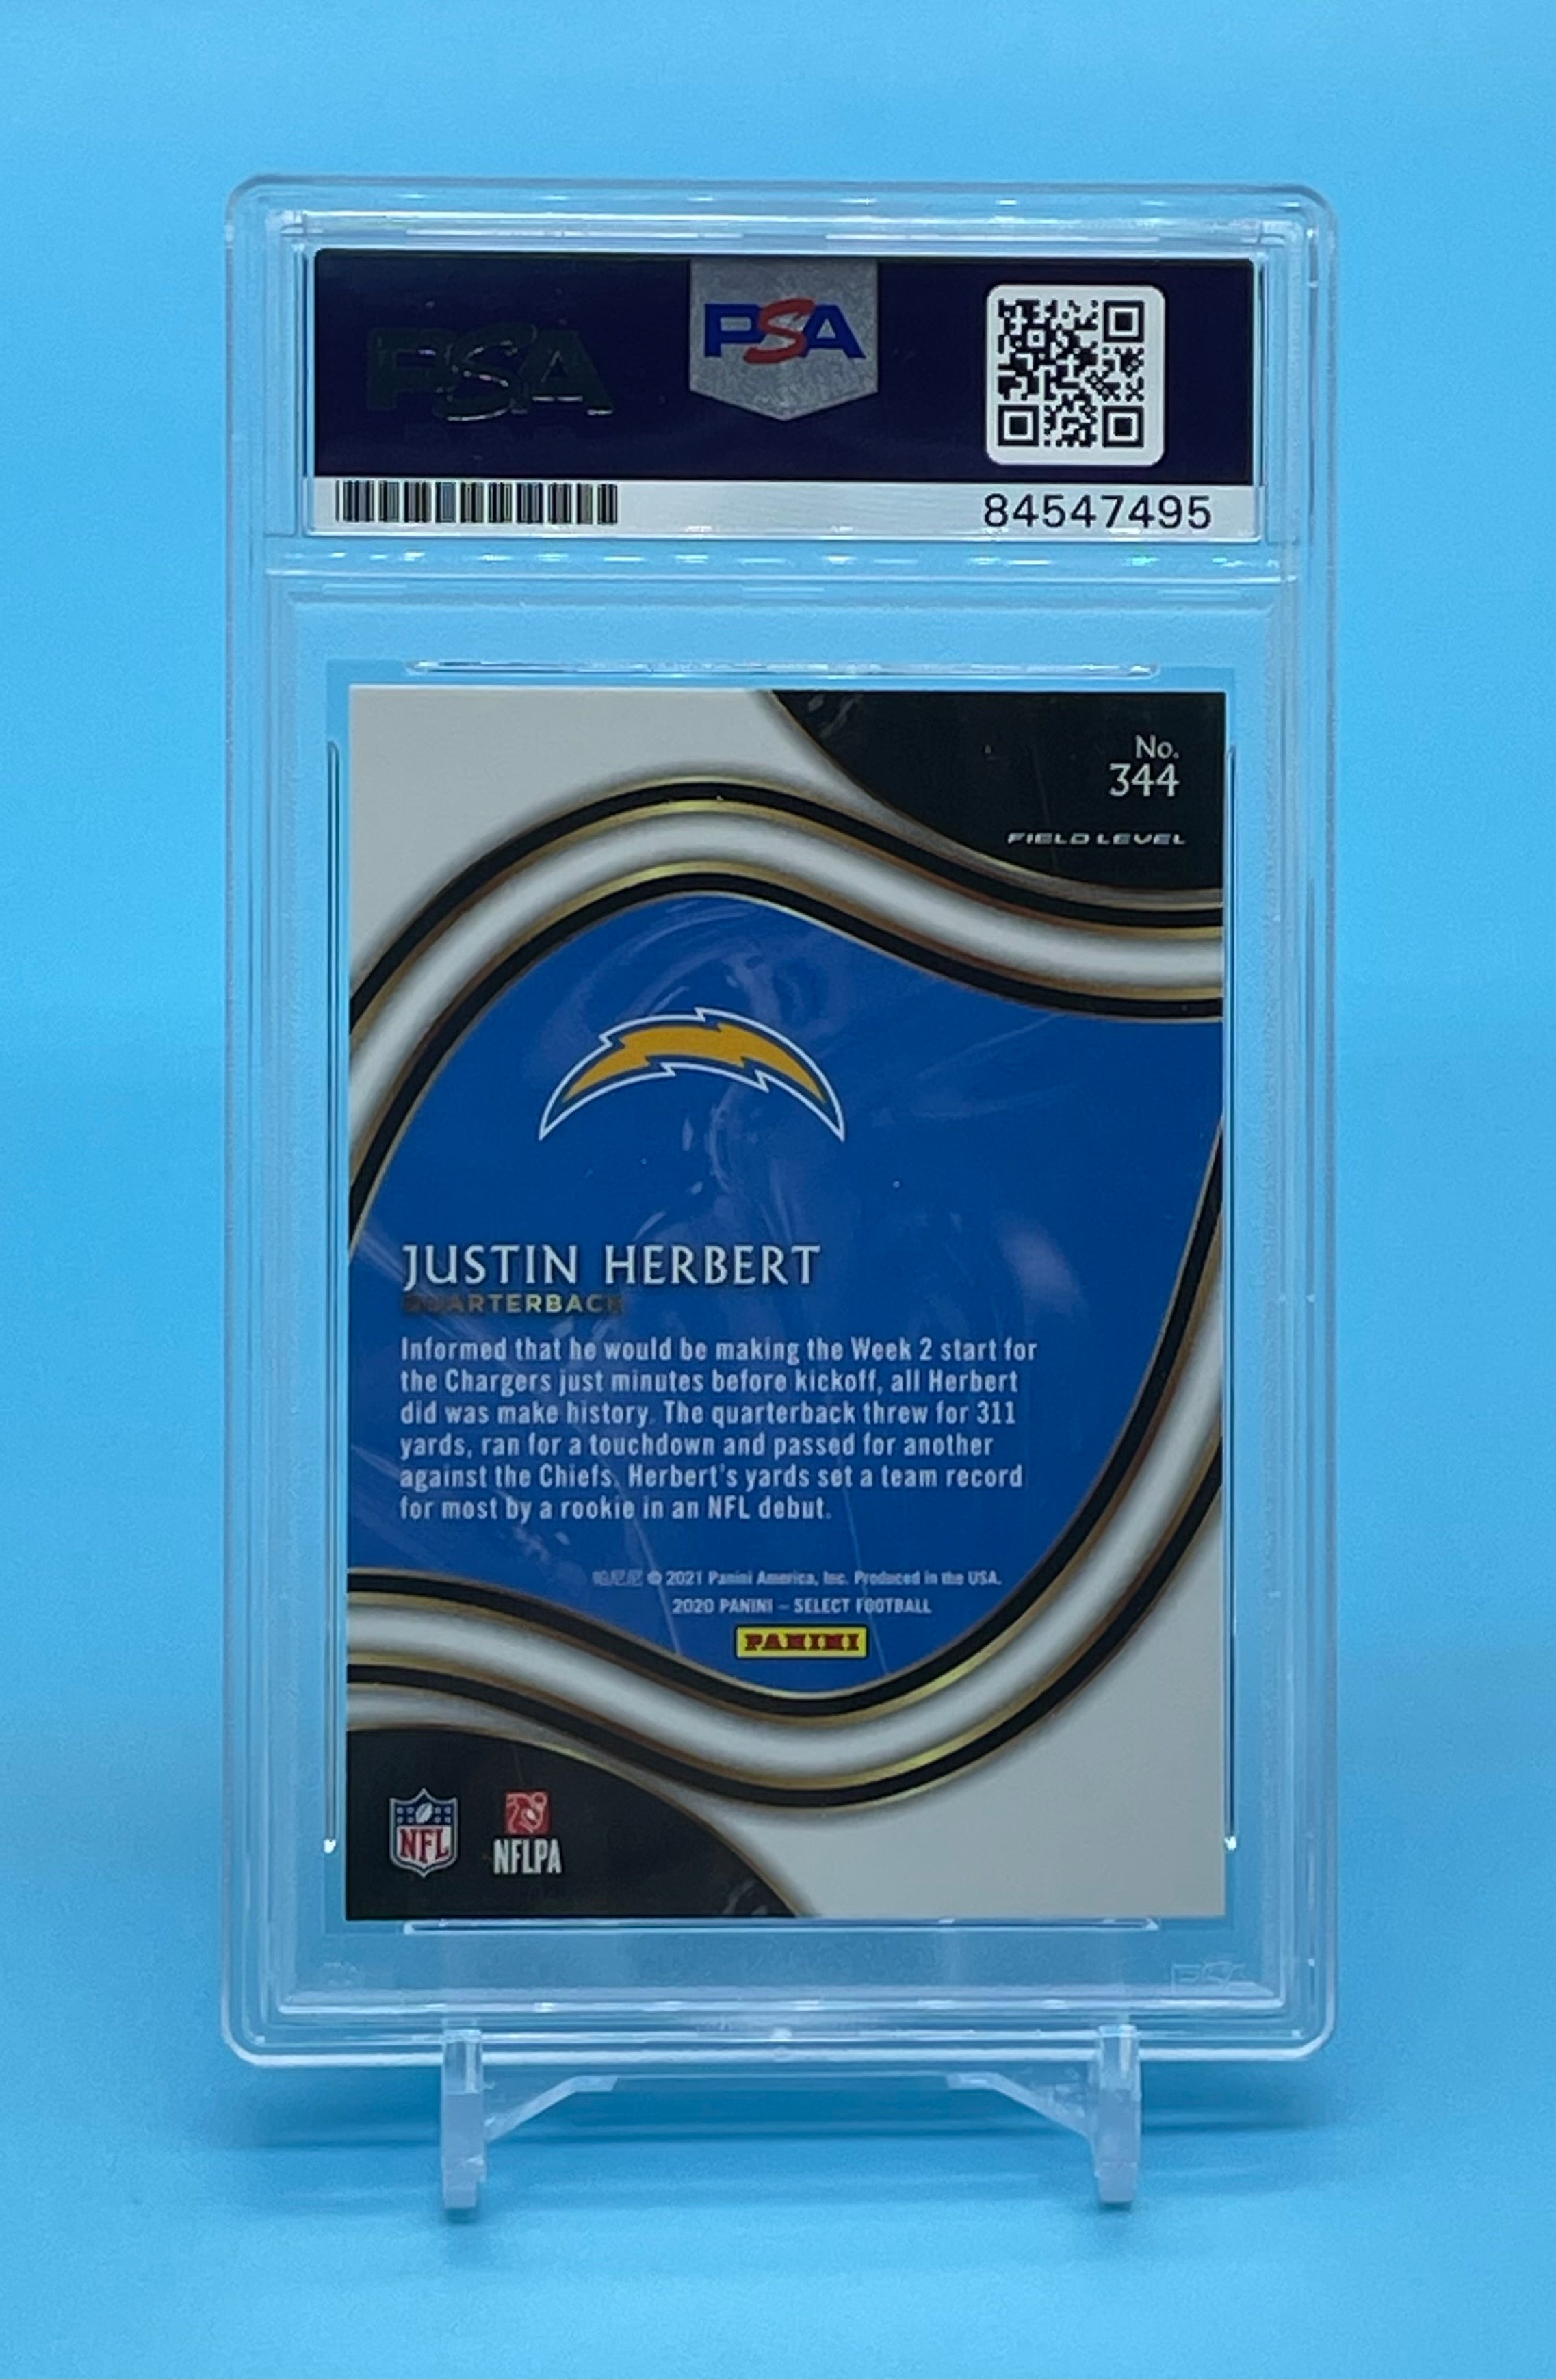 PSA
PSA
84547495
No.
344
FIELD LEVEL
JUSTIN HERBERT
QUARTERBACK
Informed that he would be making the Week 2 start for
the Chargers just minutes before kickoff, all Herbert
did was make history. The quarterback threw for 311
yards, ran for a touchdown and passed for another
against the Chiefs. Herbert's yards set a team record
for most by a rookie in an NFL debut.
帕尼尼 © 2021 Panini America, Inc. Produced in the USA.
2020 PANINI – SELECT FOOTBALL
PANINI
NFL
NFLPA
PSA